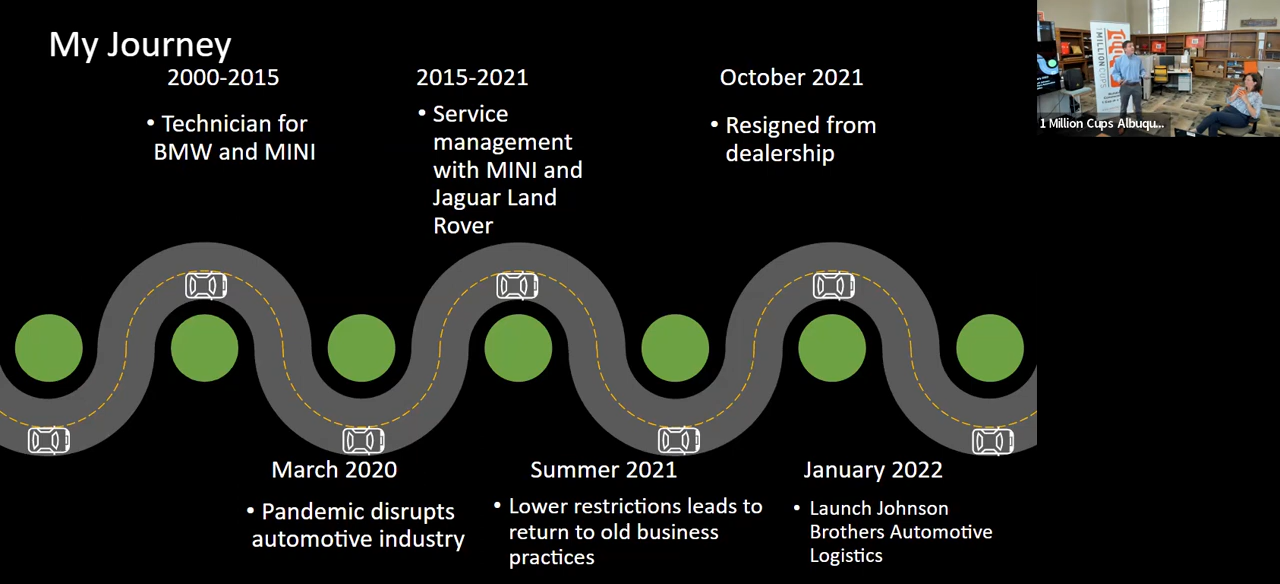 My Journey
2000-2015
• Technician for
BMW and MINI
2015-2021
• Service
management
with MINI and
Jaguar Land
Rover
October 2021
• Resigned from
dealership
March 2020
• Pandemic disrupts
automotive industry
Summer 2021
• Lower restrictions leads to
return to old business
practices
January 2022
• Launch Johnson
Brothers Automotive
Logistics
1 Million Cups Albuqu...
MILLION CUPS